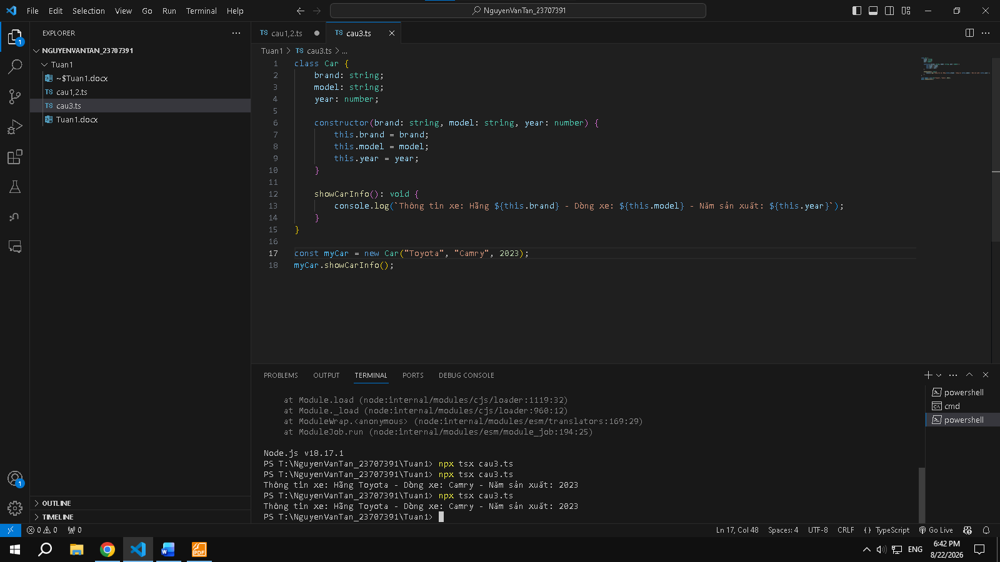 File Edit Selection View Go Run Terminal Help
NguyenVanTan_23707391
EXPLORER
NGUYENVANTAN_23707391
Tuan1
~$Tuan1.docx
TS cau1,2.ts
TS cau3.ts
Tuan1.docx
OUTLINE
TIMELINE
TS cau1,2.ts
TS cau3.ts
Tuan1 > TS cau3.ts > ...
1 class Car {
2 brand: string;
3 model: string;
4 year: number;
5
6 constructor(brand: string, model: string, year: number) {
7 this.brand = brand;
8 this.model = model;
9 this.year = year;
10 }
11
12 showCarInfo(): void {
13 console.log(`Thông tin xe: Hãng ${this.brand} - Dòng xe: ${this.model} - Năm sản xuất: ${this.year}`);
14 }
15 }
16
17 const myCar = new Car("Toyota", "Camry", 2023);
18 myCar.showCarInfo();
PROBLEMS OUTPUT TERMINAL PORTS DEBUG CONSOLE
at Module.load (node:internal/modules/cjs/loader:1119:32)
at Module._load (node:internal/modules/cjs/loader:960:12)
at ModuleWrap.<anonymous> (node:internal/modules/esm/translators:169:29)
at ModuleJob.run (node:internal/modules/esm/module_job:194:25)
Node.js v18.17.1
PS T:\NguyenVanTan_23707391\Tuan1> npx tsx cau3.ts
PS T:\NguyenVanTan_23707391\Tuan1> npx tsx cau3.ts
Thông tin xe: Hãng Toyota - Dòng xe: Camry - Năm sản xuất: 2023
PS T:\NguyenVanTan_23707391\Tuan1> npx tsx cau3.ts
Thông tin xe: Hãng Toyota - Dòng xe: Camry - Năm sản xuất: 2023
PS T:\NguyenVanTan_23707391\Tuan1>
powershell
cmd
powershell
0 0 0
Ln 17, Col 48 Spaces: 4 UTF-8 CRLF {} TypeScript Go Live
ENG
6:42 PM
8/22/2026
1
1
W
PDF